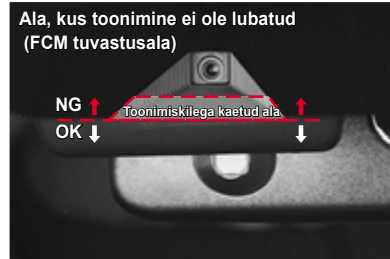 Ala, kus toonimine ei ole lubatud
(FCM tuvastusala)
NG
Toonimiskilega kaetud ala
OK